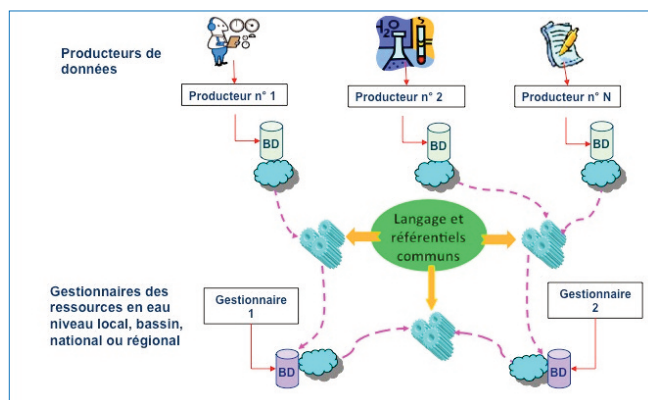 Producteurs de
données
H2O
Producteur n° 1
Producteur n° 2
Producteur n° N
BD
BD
BD
Langage et
référentiels
communs
Gestionnaires des
ressources en eau
niveau local, bassin,
national ou régional
Gestionnaire
1
Gestionnaire
2
BD
BD